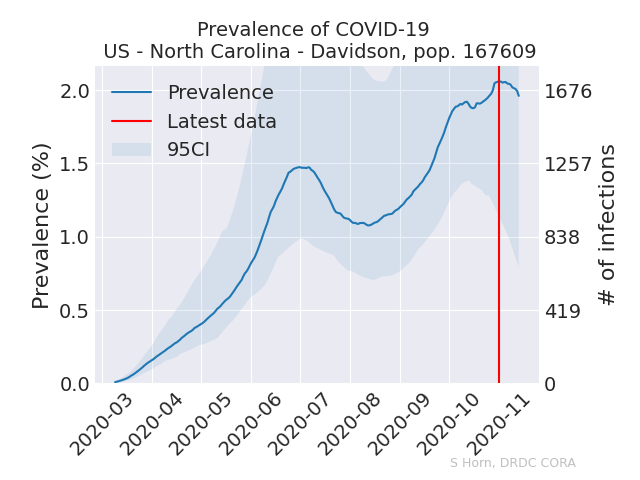 Prevalence of COVID-19
US - North Carolina - Davidson, pop. 167609
Prevalence
Latest data
95CI
Prevalence (%)
2.0
1.5
1.0
0.5
0.0
# of infections
1676
1257
838
419
0
2020-03
2020-04
2020-05
2020-06
2020-07
2020-08
2020-09
2020-10
2020-11
S Horn, DRDC CORA